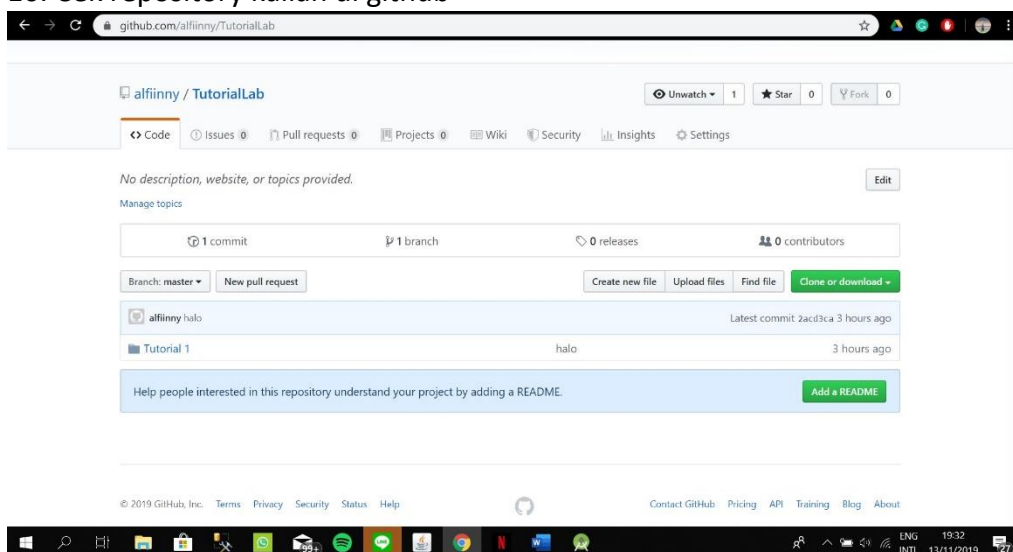 github.com/alfiinny/TutorialLab
alfiinny / TutorialLab
Unwatch 1 Star 0 Fork 0
Code Issues 0 Pull requests 0 Projects 0 Wiki Security Insights Settings
No description, website, or topics provided.
Edit
Manage topics
1 commit 1 branch 0 releases 0 contributors
Branch: master New pull request Create new file Upload files Find file Clone or download
alfiinny halo Latest commit 2acd3ca 3 hours ago
Tutorial 1 halo 3 hours ago
Help people interested in this repository understand your project by adding a README. Add a README
© 2019 GitHub, Inc. Terms Privacy Security Status Help Contact GitHub Pricing API Training Blog About
99+ ENG 19:32
INTL 13/11/2019 27